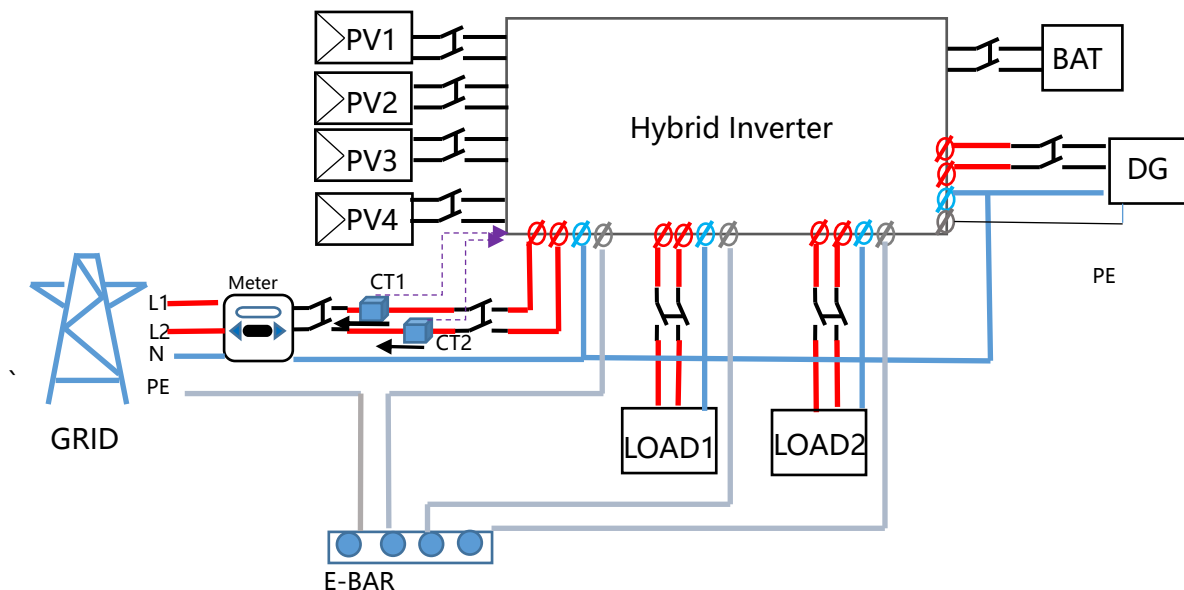 PV1
BAT
PV2
Hybrid Inverter
PV3
DG
PV4
PE
Meter
CT1
L1
L2
CT2
N
`
PE
GRID
LOAD1
LOAD2
E-BAR